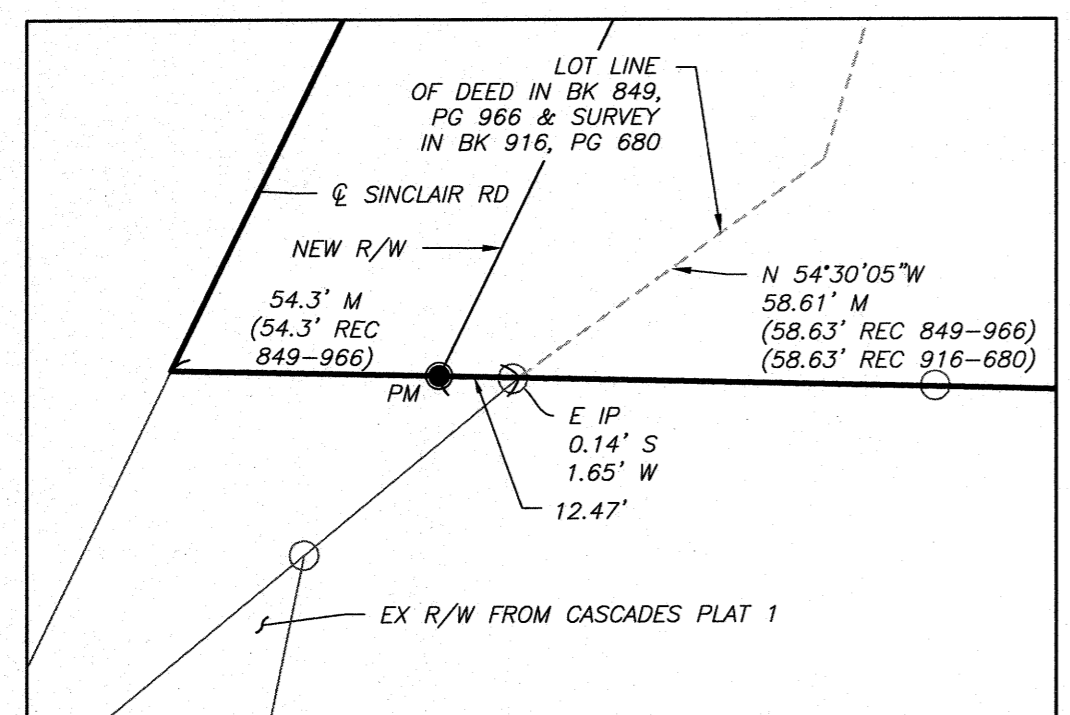 LOT LINE
OF DEED IN BK 849,
PG 966 & SURVEY
IN BK 916, PG 680
℄ SINCLAIR RD
NEW R/W
N 54°30'05"W
58.61' M
(58.63' REC 849-966)
(58.63' REC 916-680)
54.3' M
(54.3' REC
849-966)
PM
E IP
0.14' S
1.65' W
12.47'
EX R/W FROM CASCADES PLAT 1